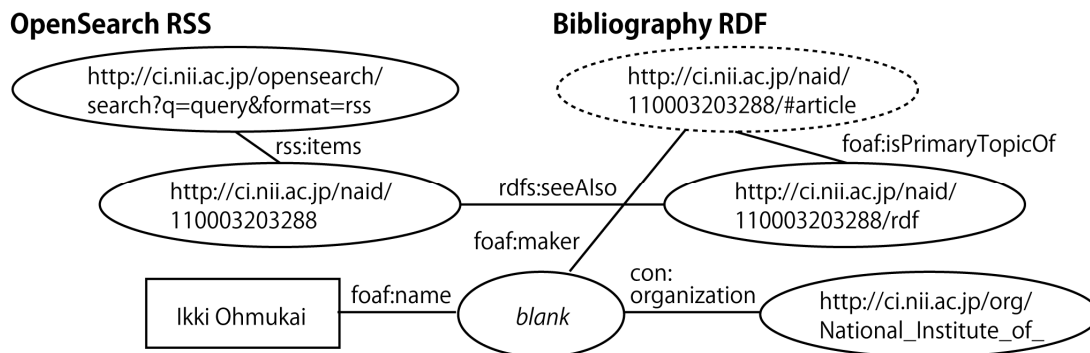 OpenSearch RSS
Bibliography RDF
http://ci.nii.ac.jp/opensearch/
search?q=query&format=rss
http://ci.nii.ac.jp/naid/
110003203288/#article
rss:items
foaf:isPrimaryTopicOf
http://ci.nii.ac.jp/naid/
110003203288
rdfs:seeAlso
http://ci.nii.ac.jp/naid/
110003203288/rdf
foaf:maker
Ikki Ohmukai
foaf:name
blank
con:
organization
http://ci.nii.ac.jp/org/
National_Institute_of_